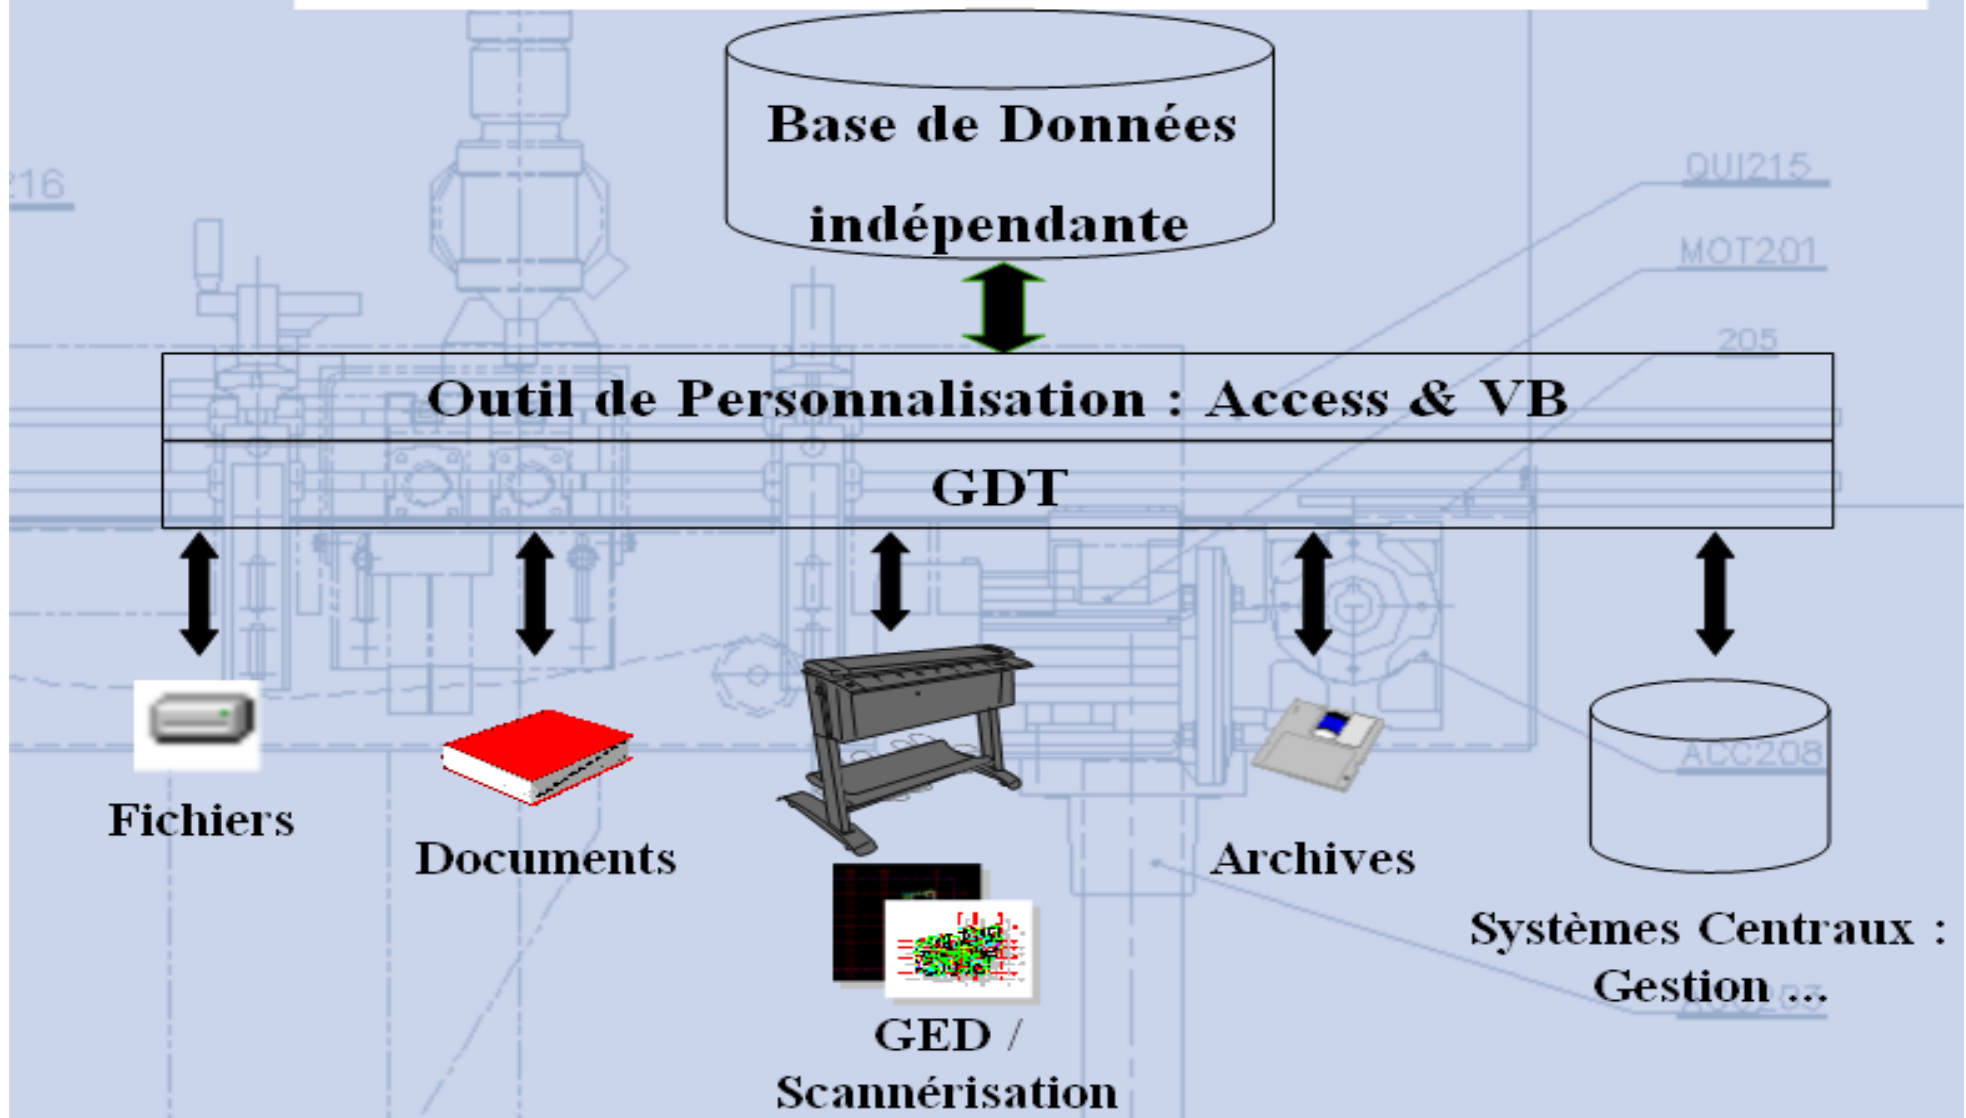 Base de Données
indépendante
216
QUI215
MOT201
205
Outil de Personnalisation : Access & VB
GDT
ACC208
Fichiers
Documents
Archives
Systèmes Centraux :
Gestion ...
GED /
Scannérisation